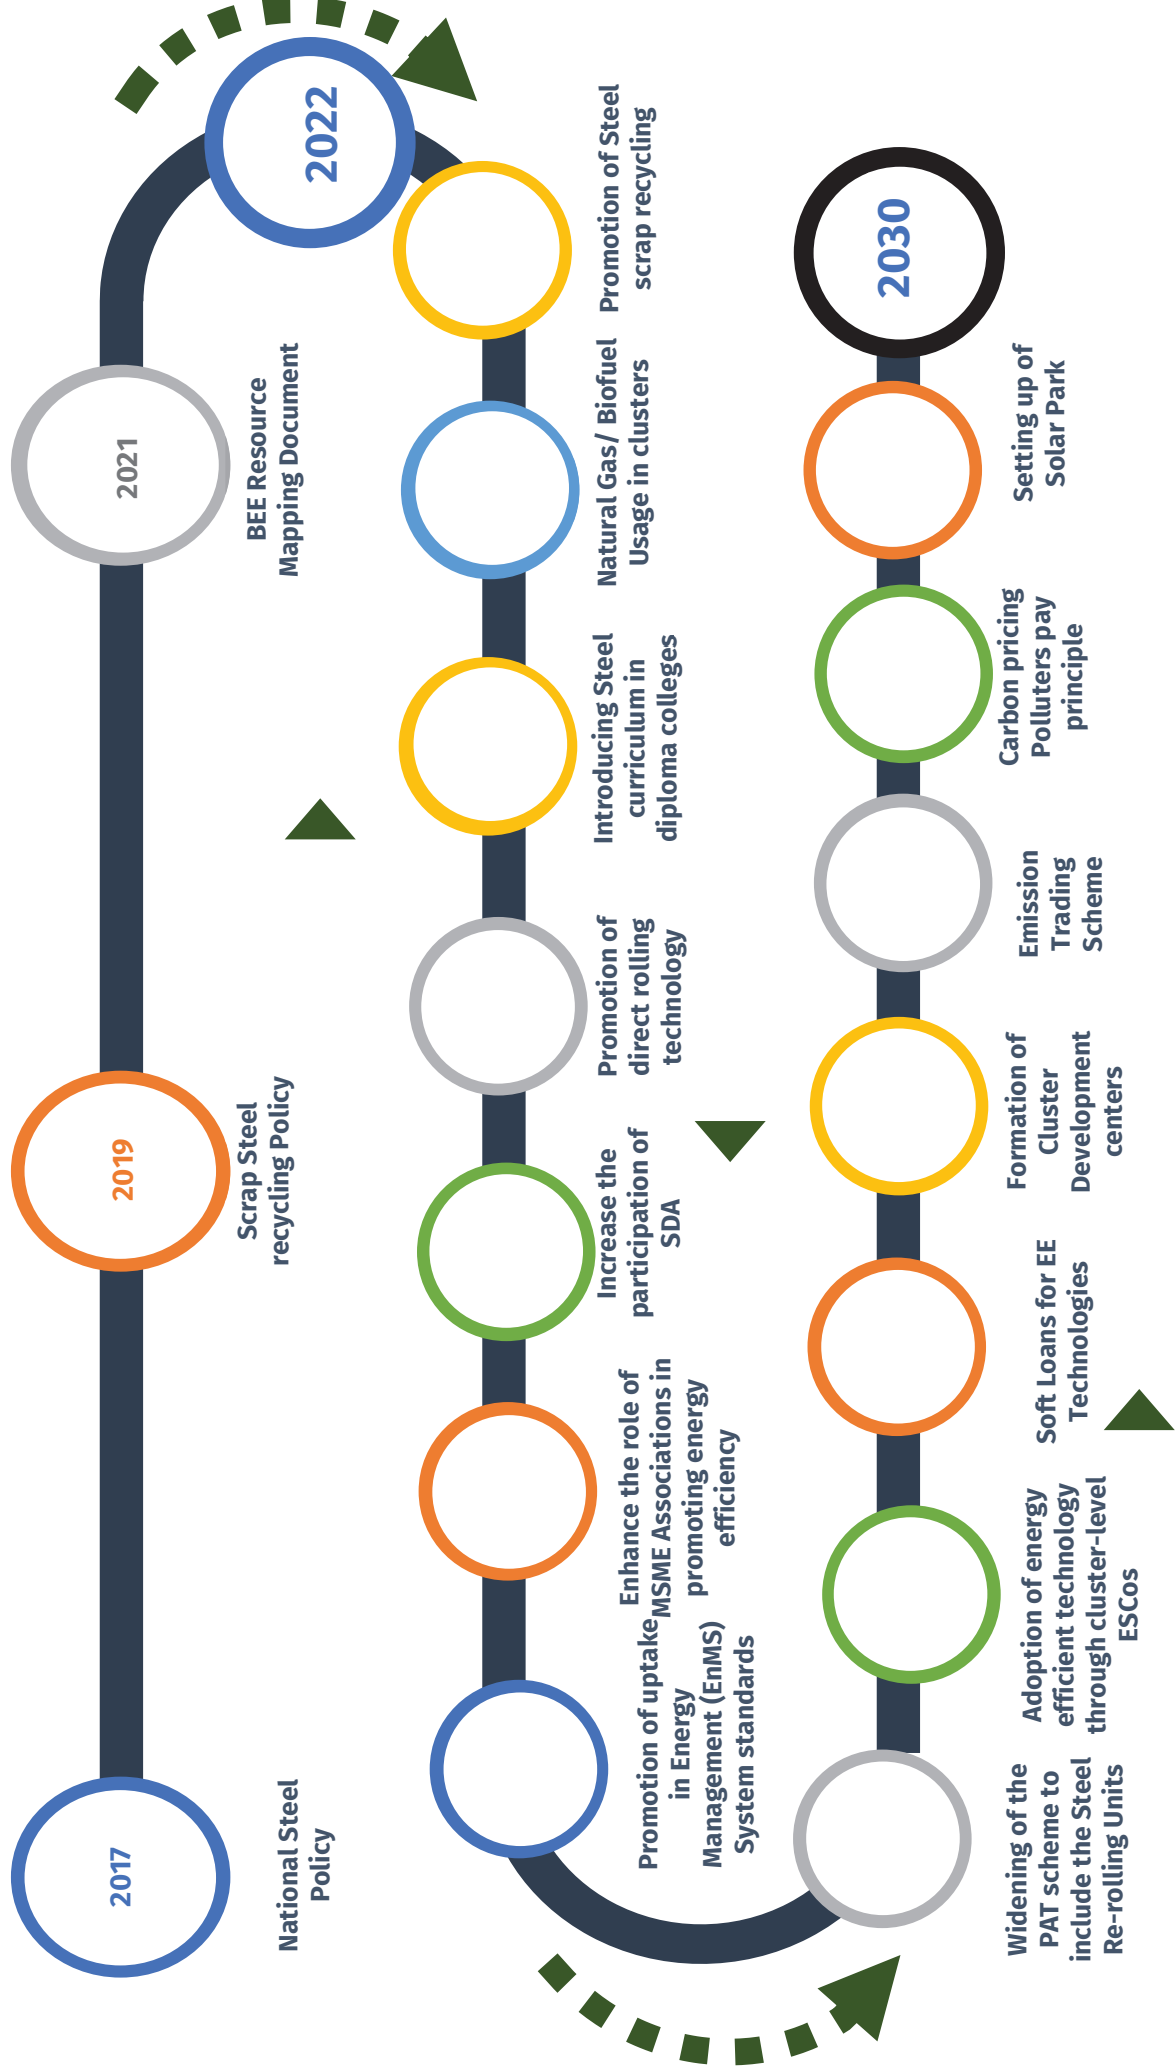 2017
National Steel
Policy
2019
Scrap Steel
recycling Policy
2021
BEE Resource
Mapping Document
2022
Promotion of Steel
scrap recycling
Natural Gas/ Biofuel
Usage in clusters
Introducing Steel
curriculum in
diploma colleges
Promotion of
direct rolling
technology
Increase the
participation of
SDA
Enhance the role of
MSME Associations in
promoting energy
efficiency
Promotion of uptake
in Energy
Management (EnMS)
System standards
Widening of the
PAT scheme to
include the Steel
Re-rolling Units
Adoption of energy
efficient technology
through cluster-level
ESCos
Soft Loans for EE
Technologies
Formation of
Cluster
Development
centers
Emission
Trading
Scheme
Carbon pricing
Polluters pay
principle
Setting up of
Solar Park
2030